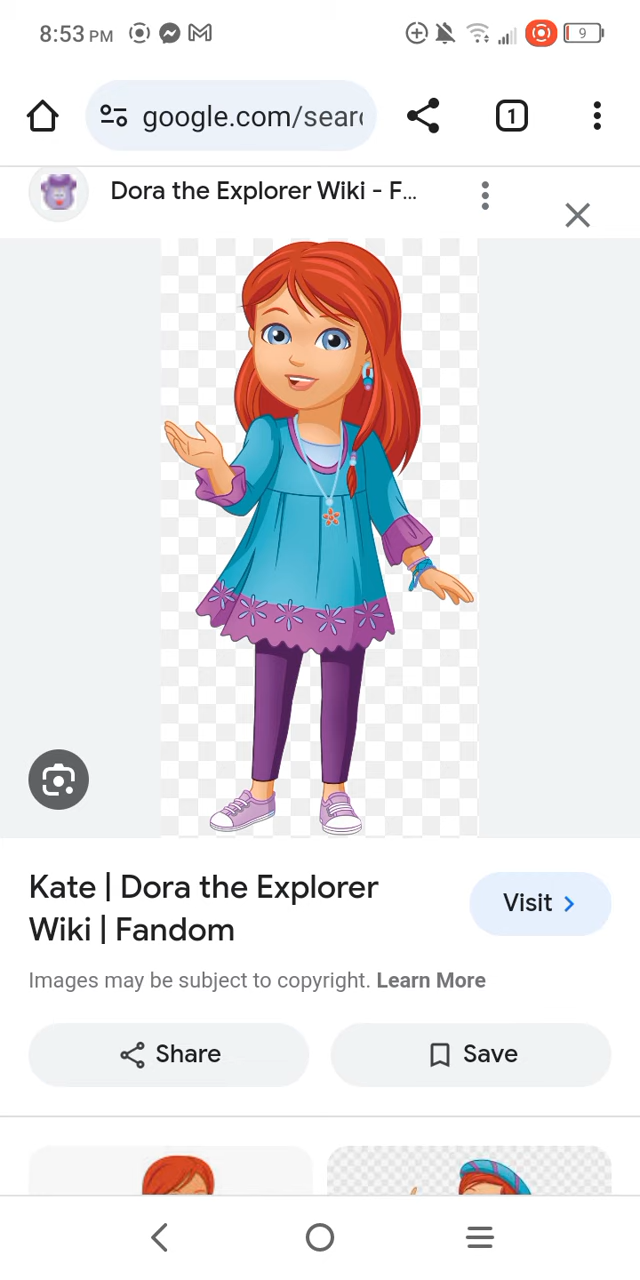 8:53 PM
9
google.com/sear
1
Dora the Explorer Wiki - F...
Kate | Dora the Explorer
Wiki | Fandom
Visit
Images may be subject to copyright. Learn More
Share
Save